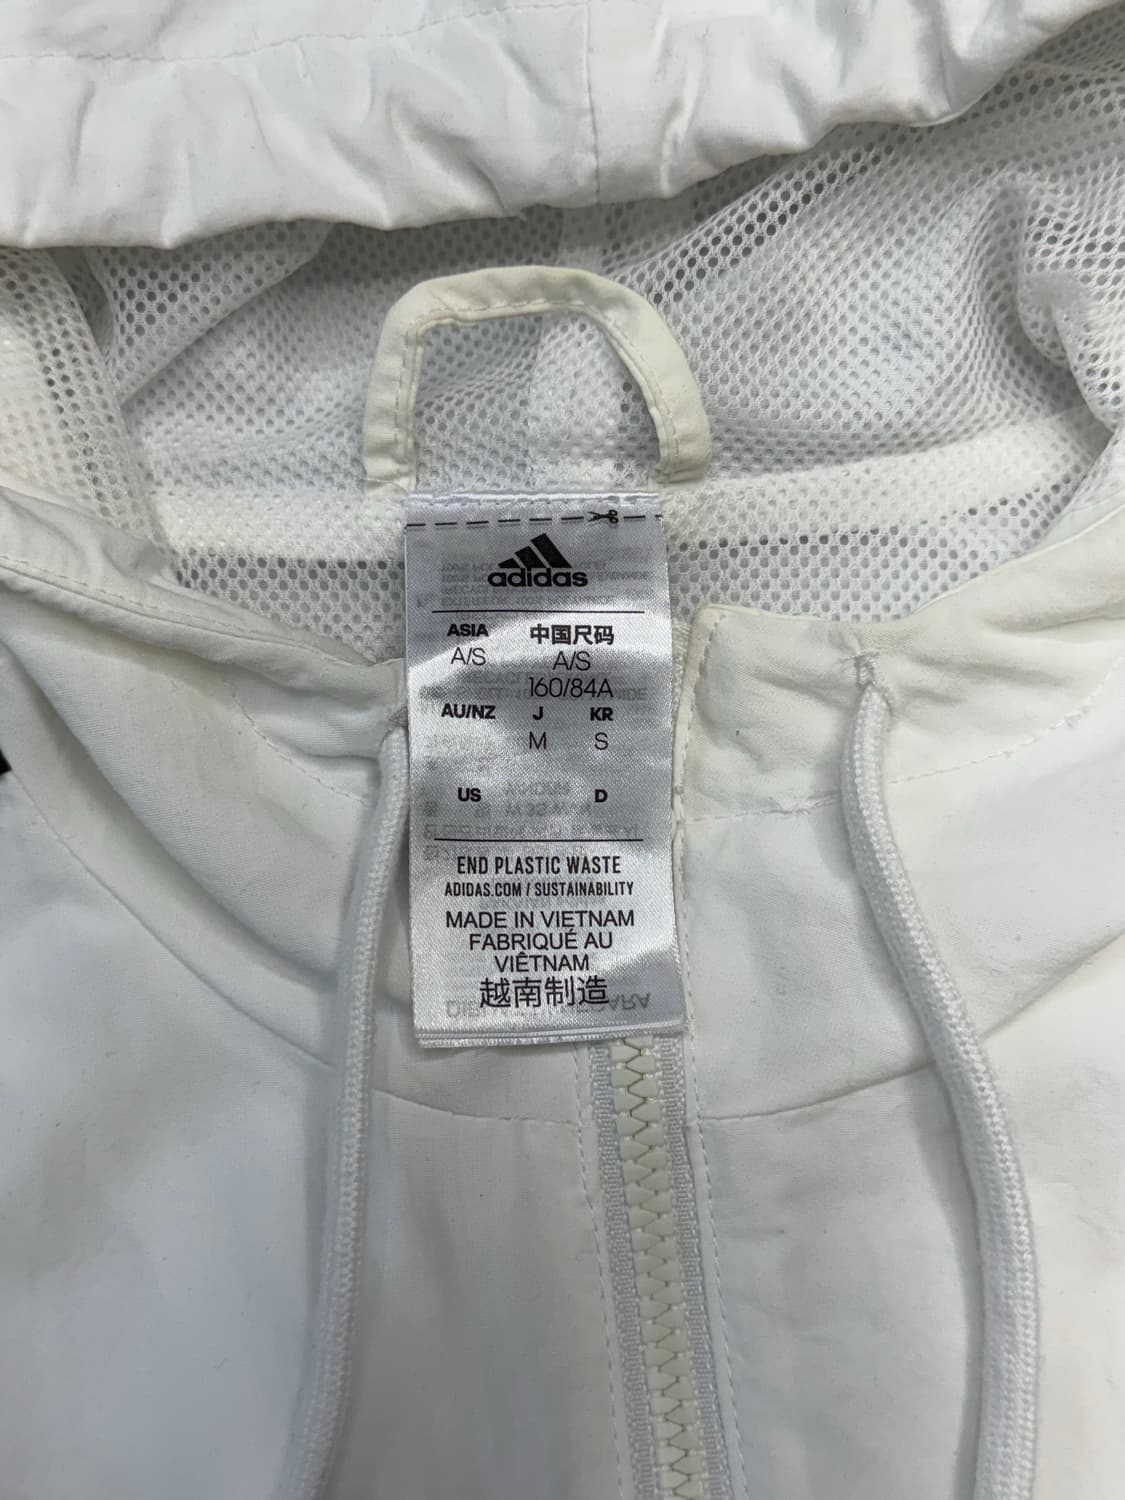 adidas
ASIA 中国尺码
A/S A/S
160/84A
AU/NZ J KR
M S
US D
END PLASTIC WASTE
ADIDAS.COM / SUSTAINABILITY
MADE IN VIETNAM
FABRIQUÉ AU
VIÊTNAM
越南制造